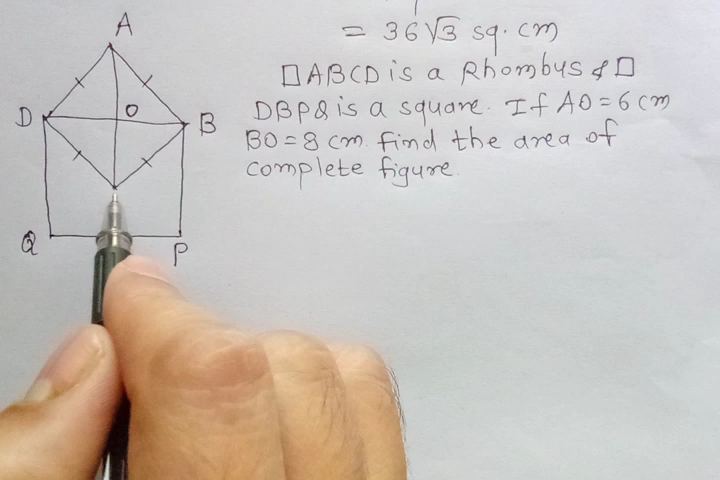 = 36√3 sq. cm
□ABCD is a Rhombus & □
DBPQ is a square. If AO = 6 cm
BO = 8 cm find the area of
complete figure.
A
D
O
B
Q
P